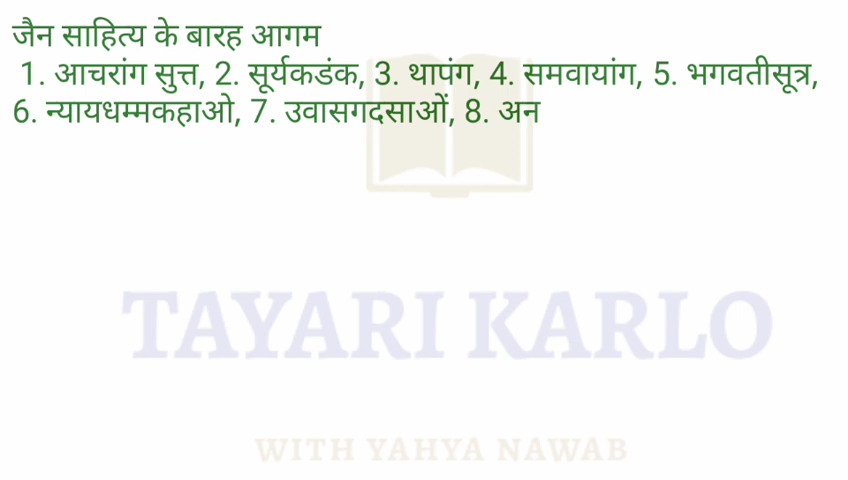 जैन साहित्य के बारह आगम
1. आचरांग सुत्त, 2. सूर्यकडंक, 3. थापंग, 4. समवायांग, 5. भगवतीसूत्र,
6. न्यायधम्मकहाओ, 7. उवासगदसाओं, 8. अन
TAYARI KARLO
WITH YAHYA NAWAB